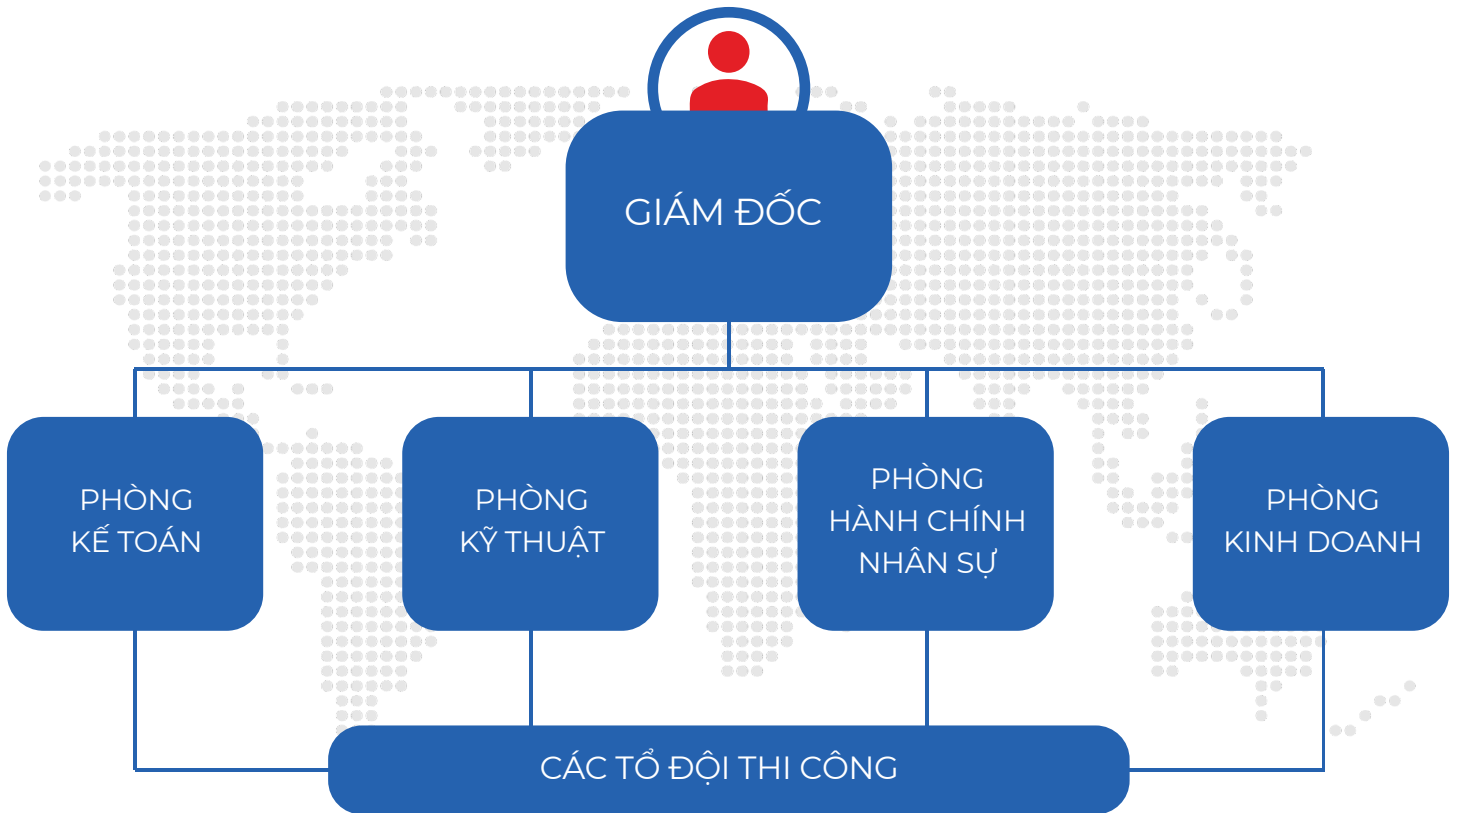 GIÁM ĐỐC
PHÒNG
KẾ TOÁN
PHÒNG
KỸ THUẬT
PHÒNG
HÀNH CHÍNH
NHÂN SỰ
PHÒNG
KINH DOANH
CÁC TỔ ĐỘI THI CÔNG